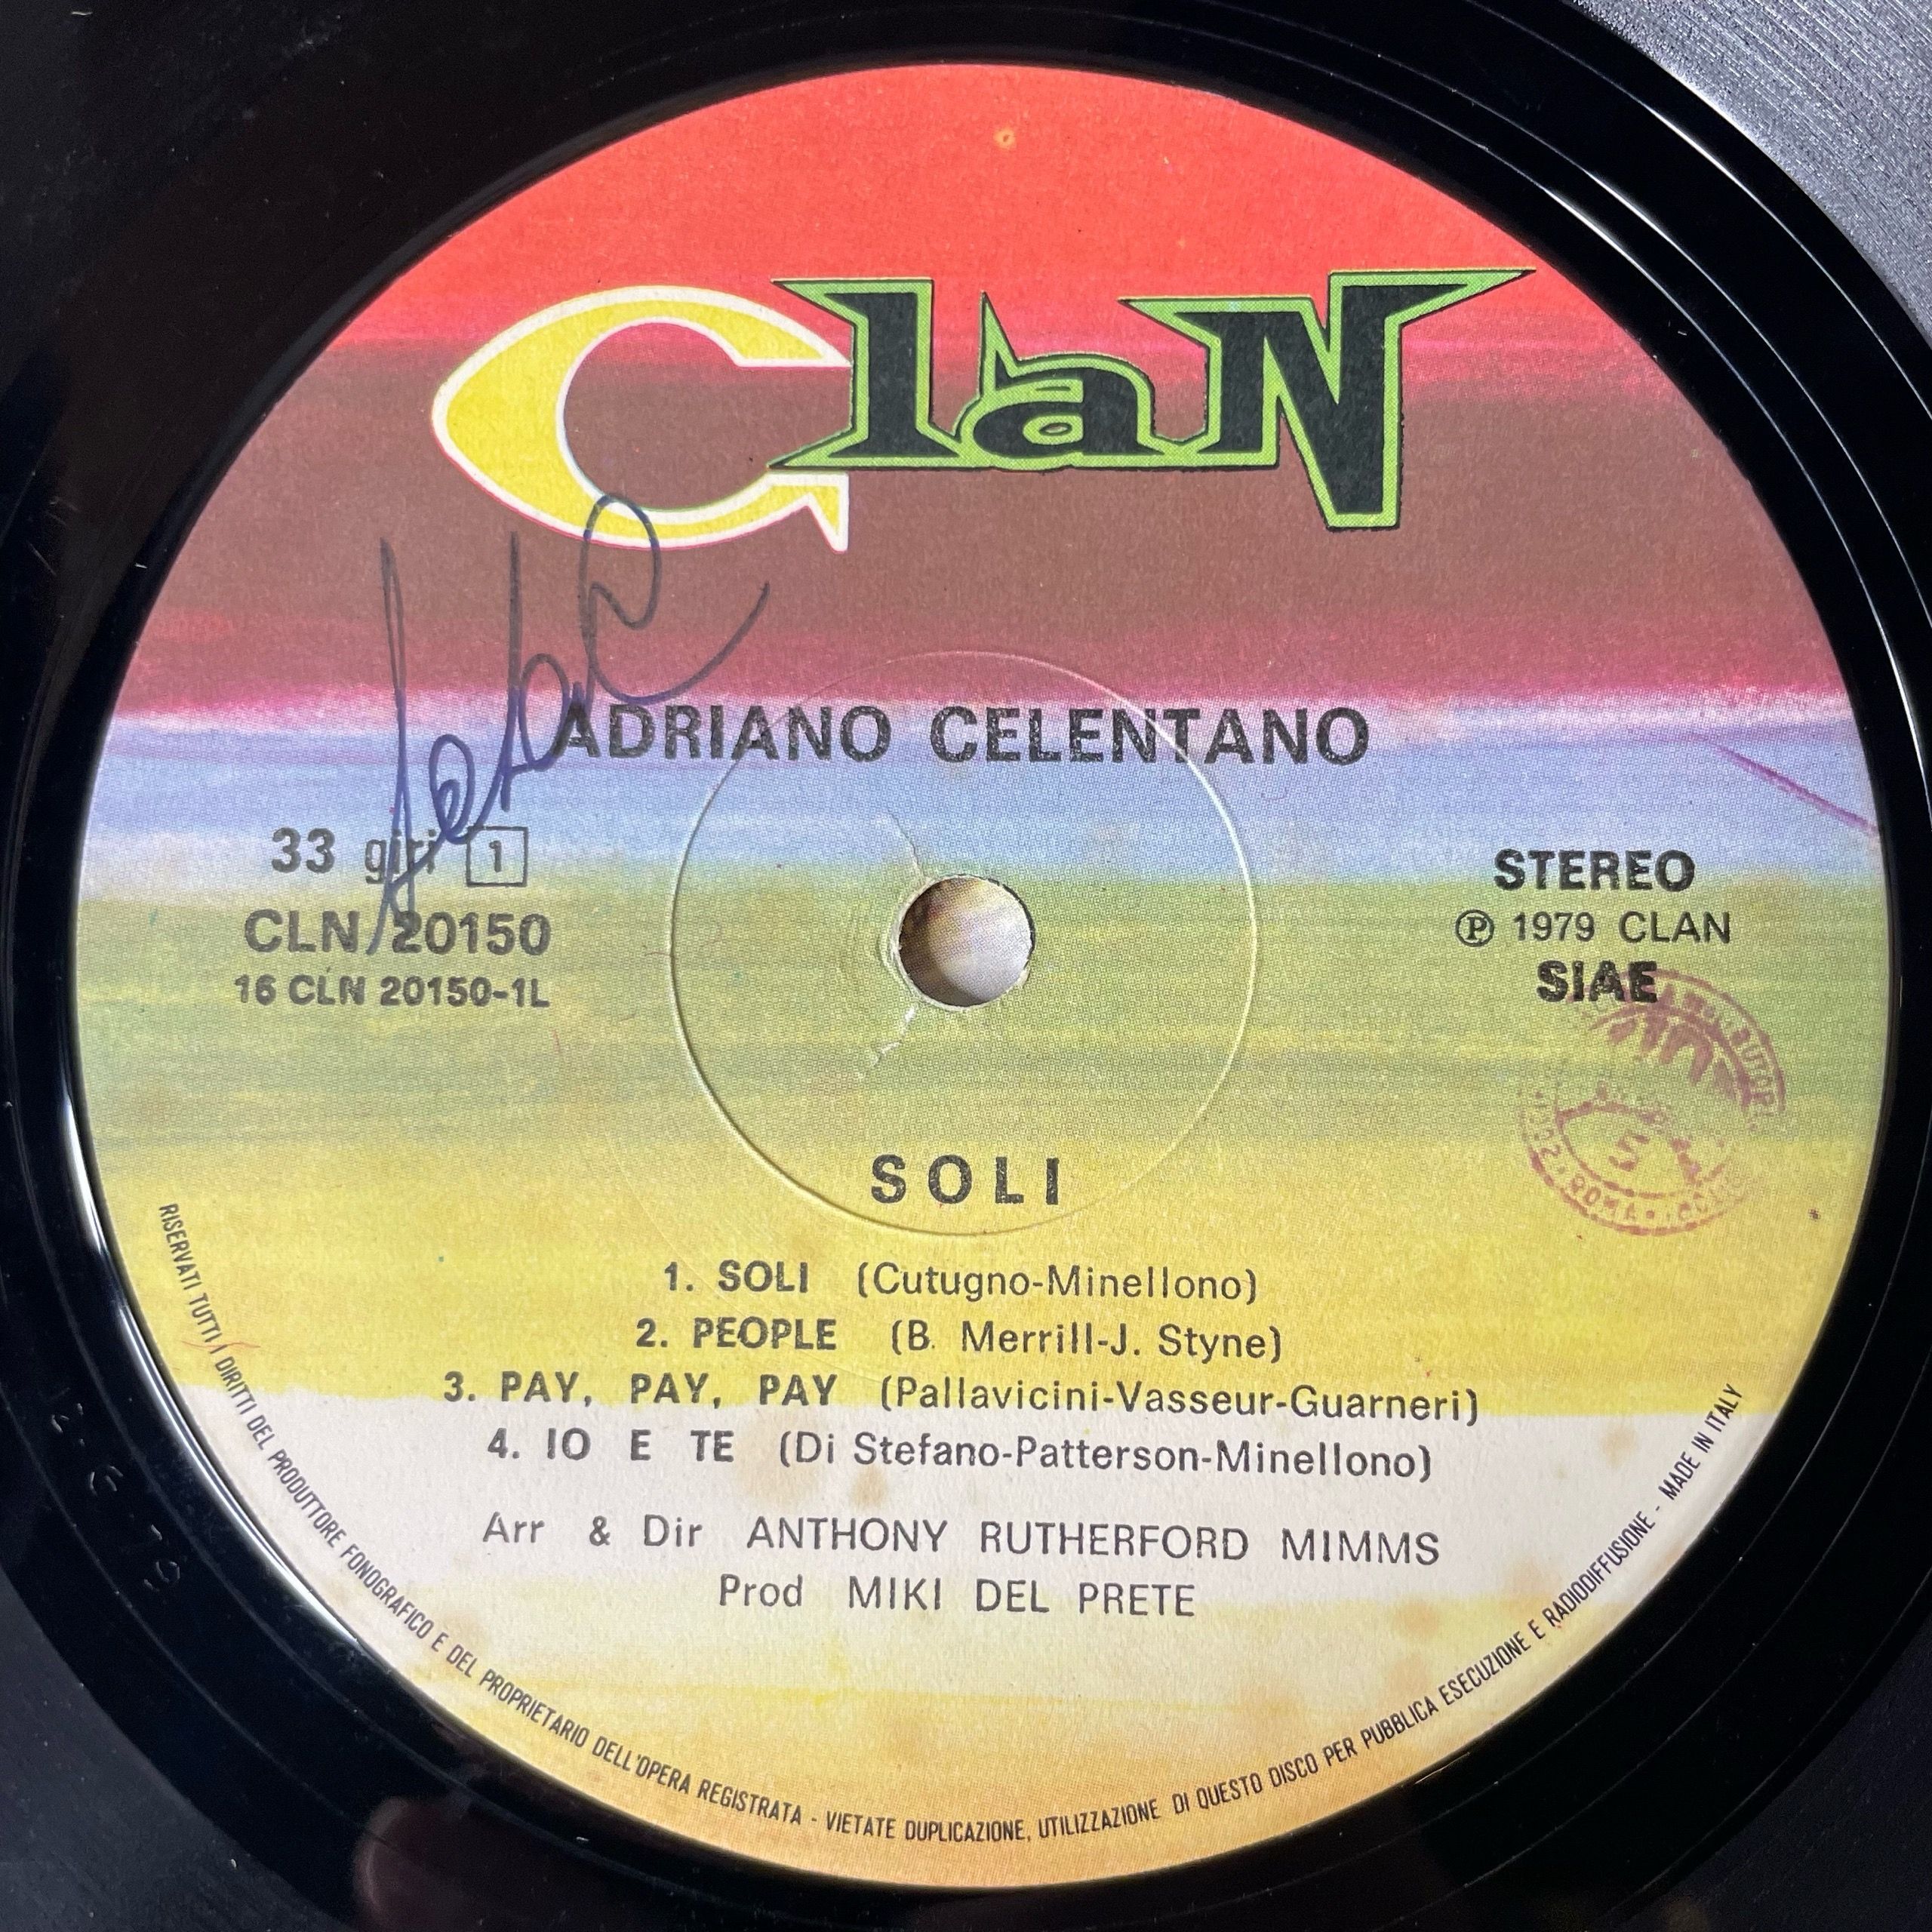 ClaN
ADRIANO CELENTANO
33 giri 1
CLN 20150
16 CLN 20150-1L
STEREO
Ⓟ 1979 CLAN
SIAE
SOLI
1. SOLI (Cutugno-Minellono)
2. PEOPLE (B. Merrill-J. Styne)
3. PAY, PAY, PAY (Pallavicini-Vasseur-Guarneri)
4. IO E TE (Di Stefano-Patterson-Minellono)
Arr & Dir ANTHONY RUTHERFORD MIMMS
Prod MIKI DEL PRETE
RISERVATI TUTTI I DIRITTI DEL PRODUTTORE FONOGRAFICO E DEL PROPRIETARIO DELL'OPERA REGISTRATA - VIETATE DUPLICAZIONE, UTILIZZAZIONE DI QUESTO DISCO PER PUBBLICA ESECUZIONE E RADIODIFFUSIONE - MADE IN ITALY